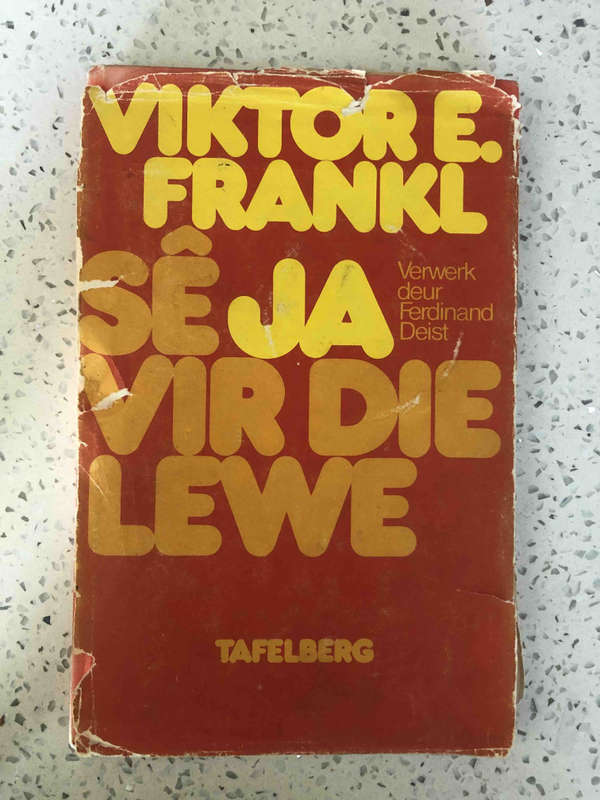 VIKTOR E.
FRANKL
SÊ JA
Verwerk
deur
Ferdinand
Deist
VIR DIE
LEWE
TAFELBERG